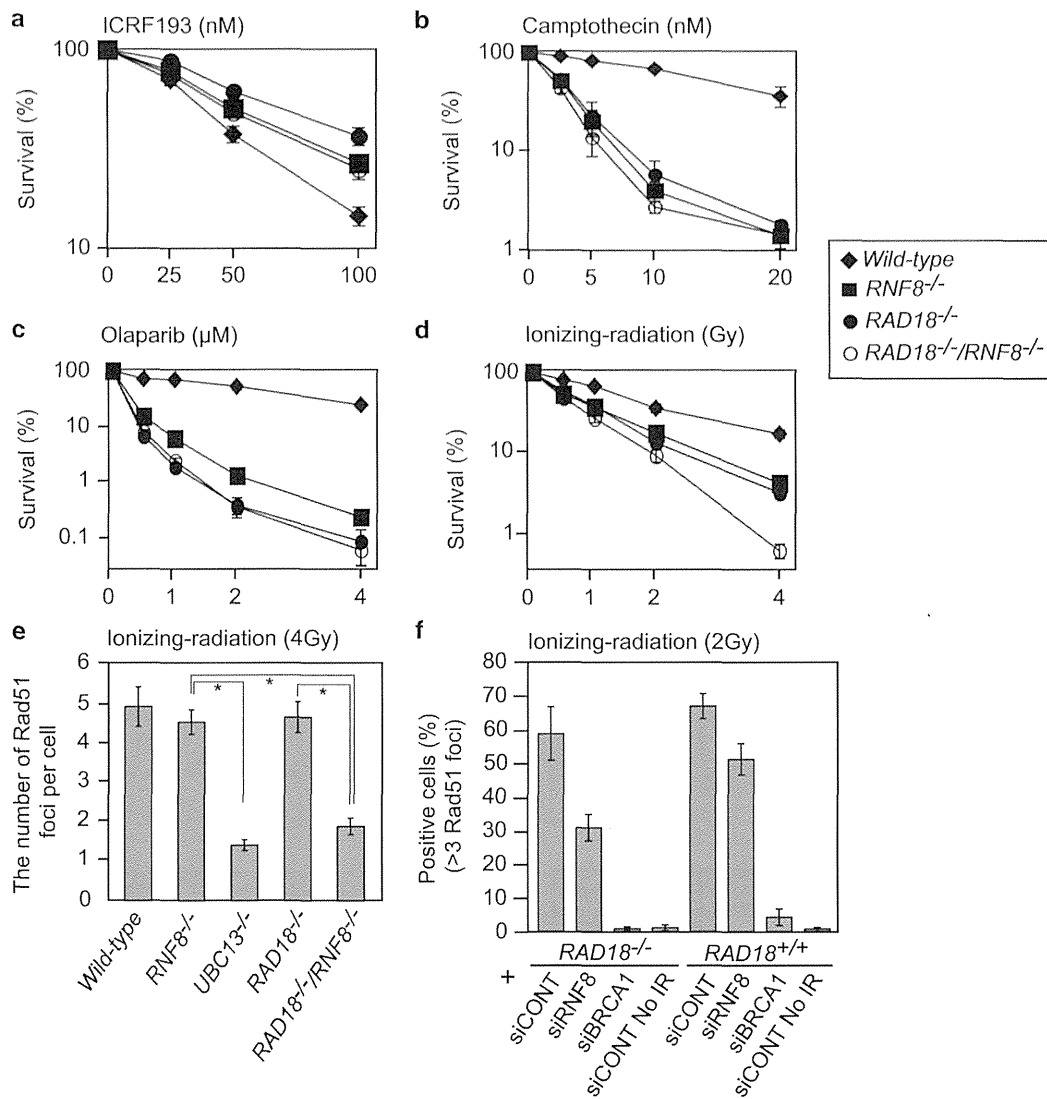 a ICRF193 (nM)
100
10
Survival (%)
0 25 50 100
b Camptothecin (nM)
100
10
1
Survival (%)
0 5 10 20
Wild-type
RNF8-/-
RAD18-/-
RAD18-/-/RNF8-/-
c Olaparib (µM)
100
10
1
0.1
Survival (%)
0 1 2 4
d Ionizing-radiation (Gy)
100
10
1
Survival (%)
0 1 2 4
e Ionizing-radiation (4Gy)
6
5
4
3
2
1
0
The number of Rad51
foci per cell
* * *
Wild-type
RNF8-/-
UBC13-/-
RAD18-/-
RAD18-/-/RNF8-/-
f Ionizing-radiation (2Gy)
80
70
60
50
40
30
20
10
0
Positive cells (%)
(>3 Rad51 foci)
RAD18-/- RAD18+/+
+
siCONT
siRNF8
siBRCA1
siCONT No IR
siCONT
siRNF8
siBRCA1
siCONT No IR